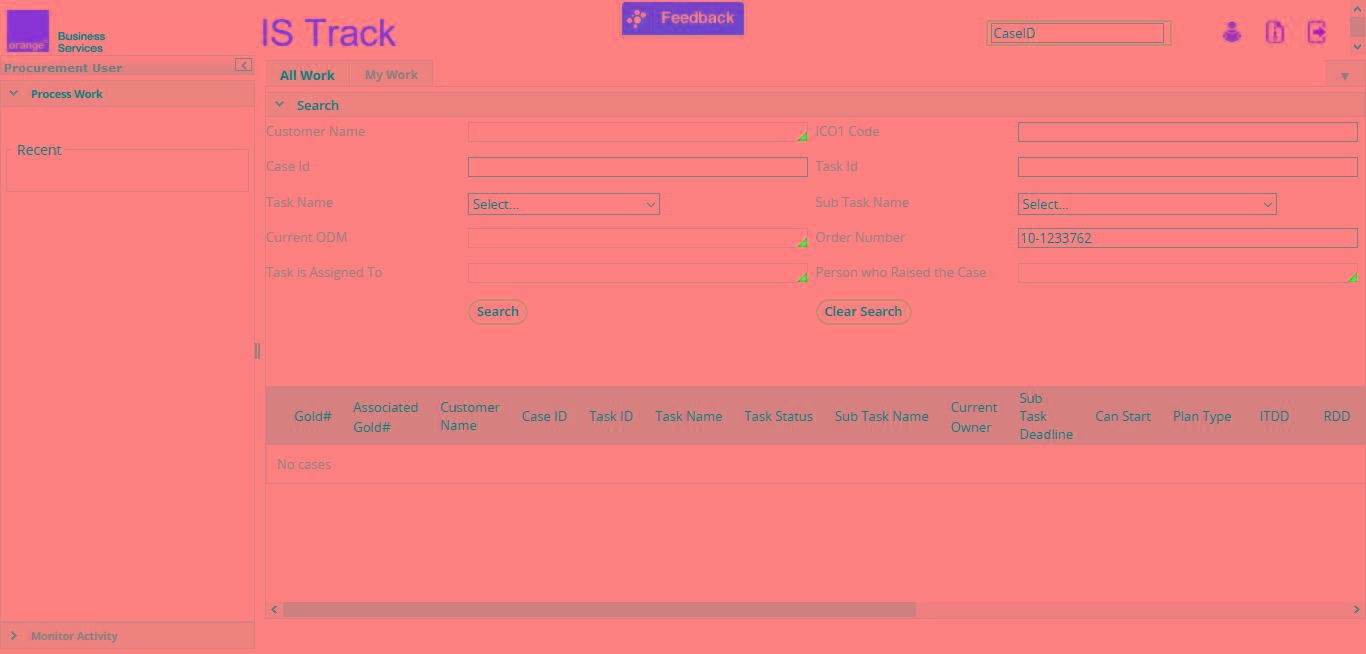 orange
Business
Services
IS Track
Feedback
CaseID
Procurement User
All Work
My Work
Process Work
Search
Recent
Customer Name
ICO1 Code
Case Id
Task Id
Task Name
Select...
Sub Task Name
Select...
Current ODM
Order Number
10-1233762
Task is Assigned To
Person who Raised the Case
Search
Clear Search
Gold#
Associated
Gold#
Customer
Name
Case ID
Task ID
Task Name
Task Status
Sub Task Name
Current
Owner
Sub
Task
Deadline
Can Start
Plan Type
ITDD
RDD
No cases
Monitor Activity